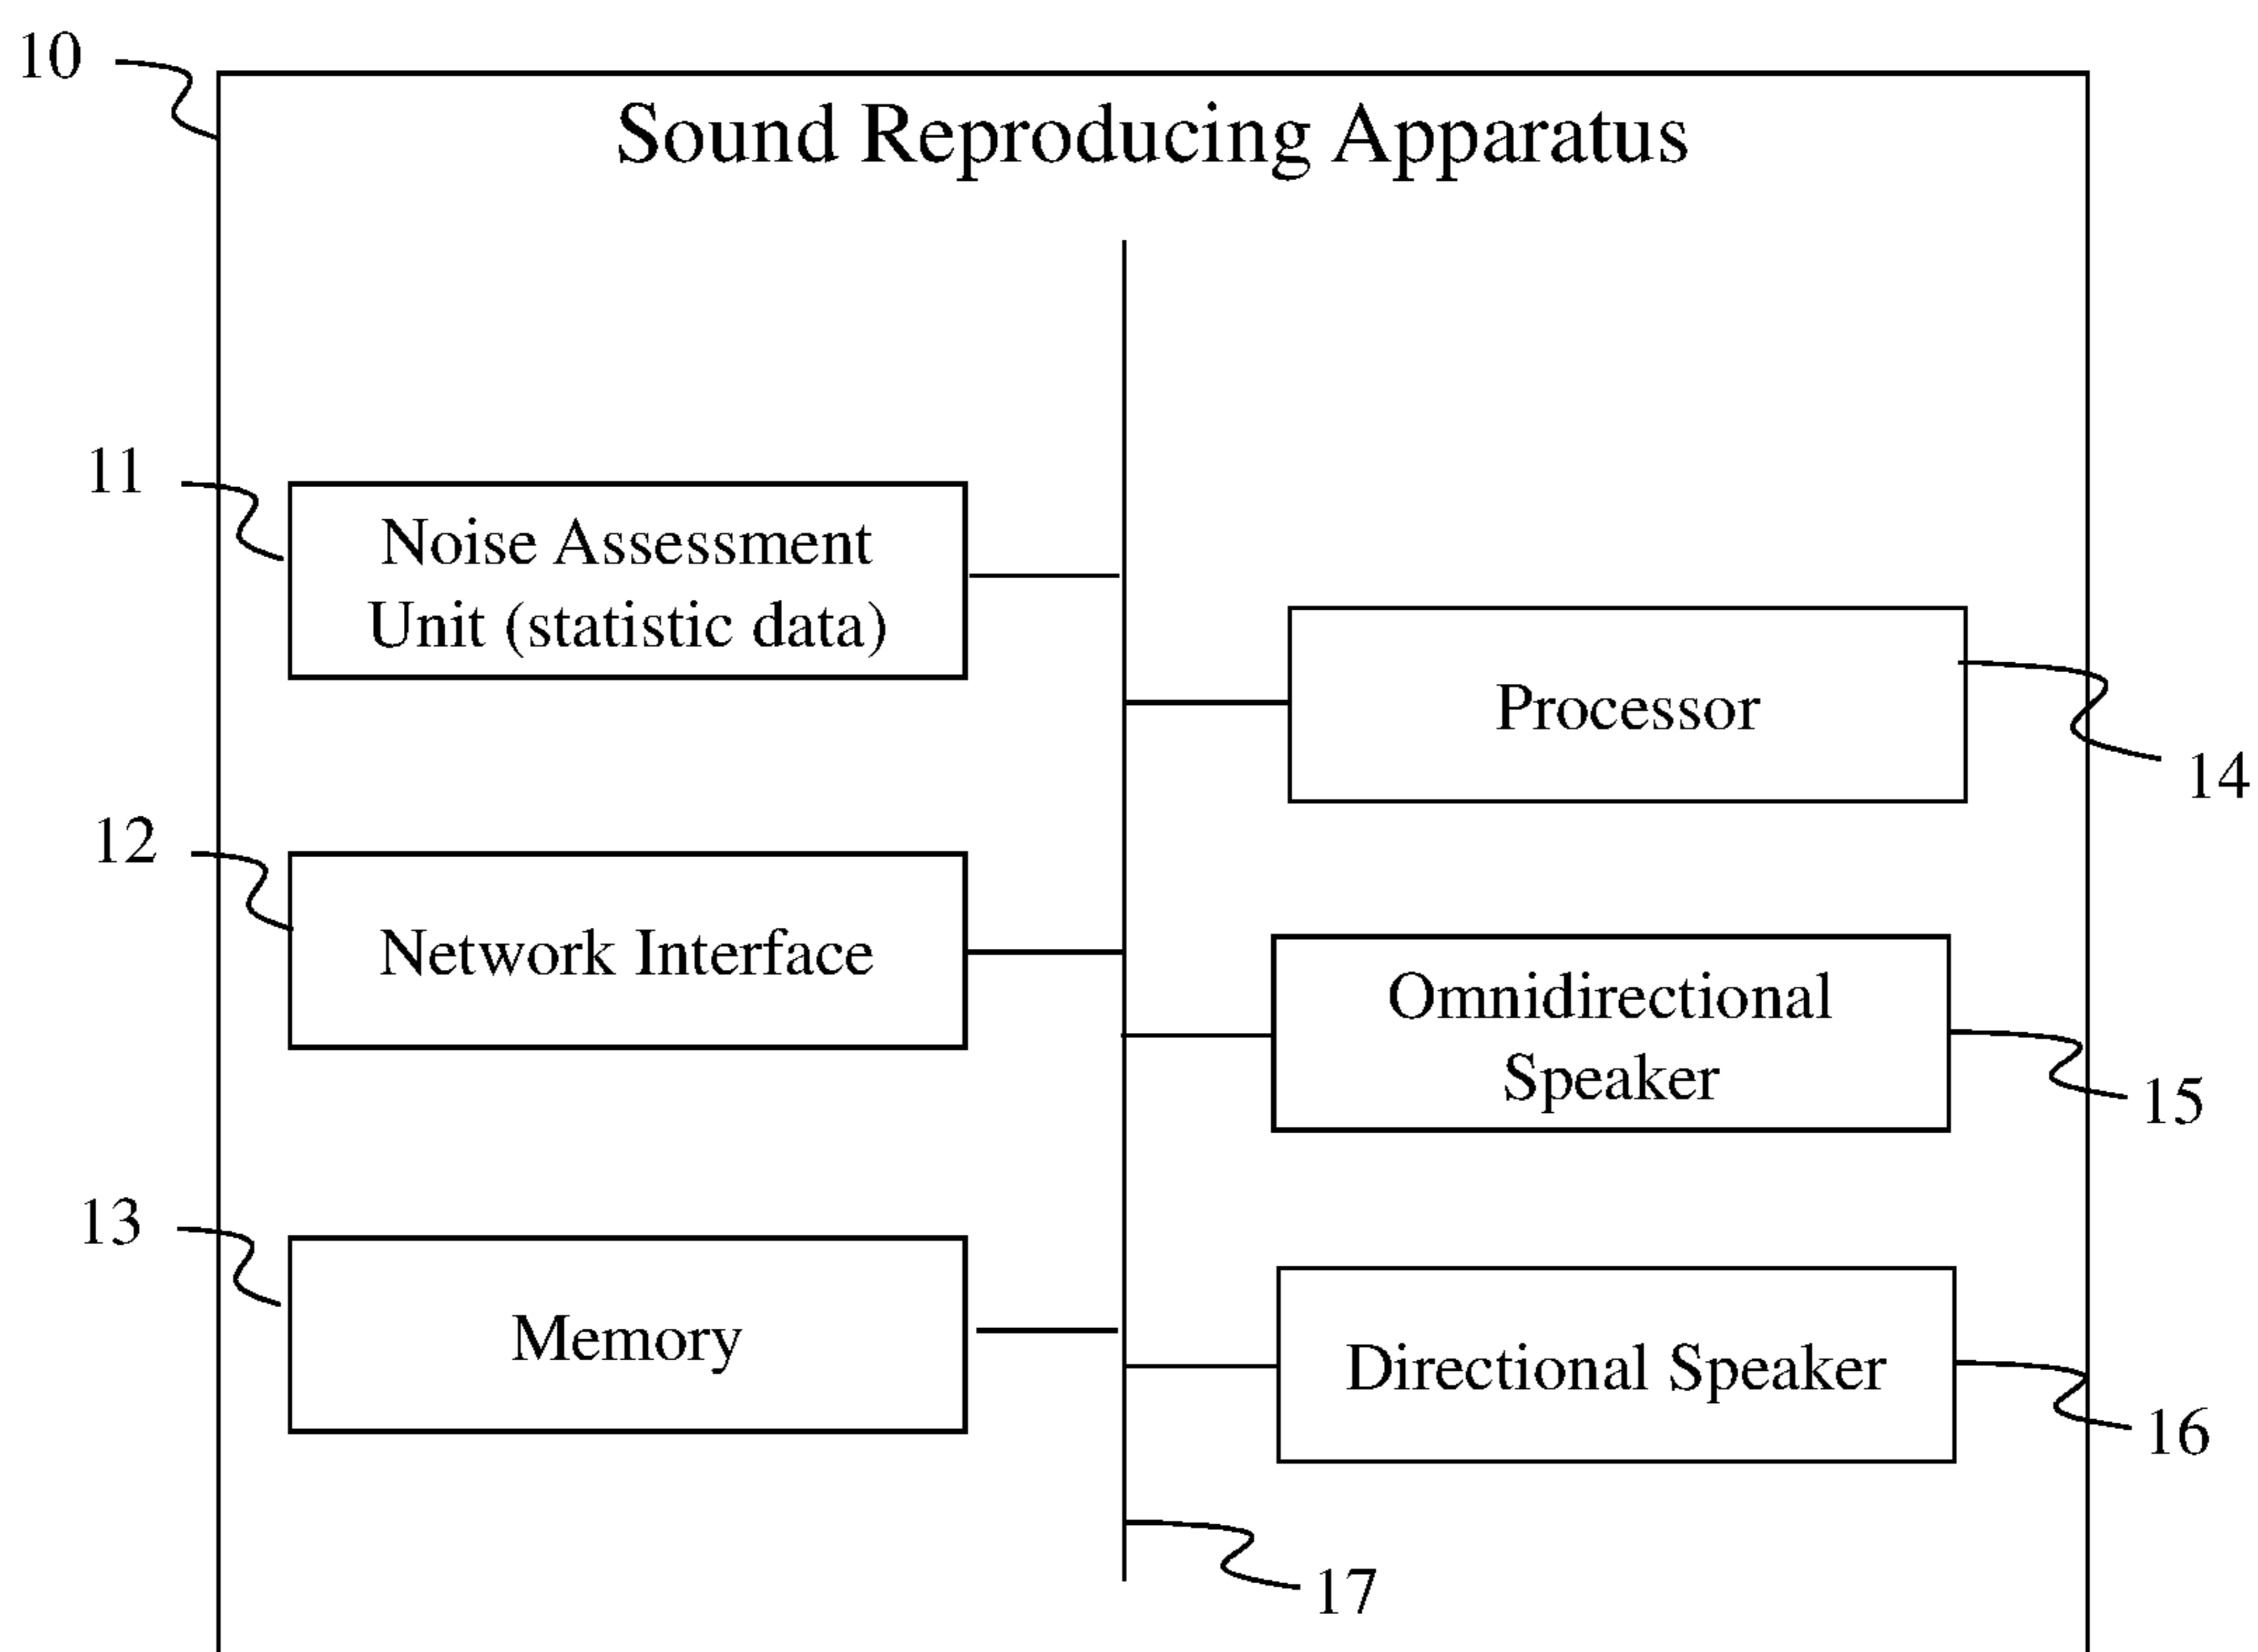 10
Sound Reproducing Apparatus
11
Noise Assessment
Unit (statistic data)
Processor
14
12
Network Interface
Omnidirectional
Speaker
15
13
Memory
Directional Speaker
16
17